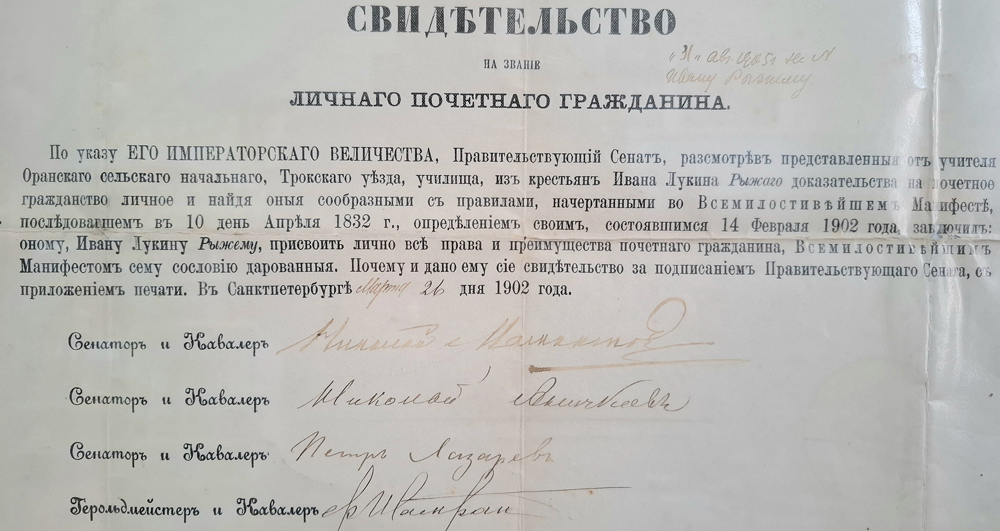 СВИДѢТЕЛЬСТВО
НА ЗВАНІЕ
Ивану Рыжему
ЛИЧНАГО ПОЧЕТНАГО ГРАЖДАНИНА.
По указу ЕГО ИМПЕРАТОРСКАГО ВЕЛИЧЕСТВА, Правительствующій Сенатъ, разсмотрѣвъ представленныя отъ учителя
Оранскаго сельскаго начальнаго, Трокскаго уѣзда, училища, изъ крестьянъ Ивана Лукина Рыжаго доказательства на почетное
гражданство личное и найдя оныя сообразными съ правилами, начертанными во Всемилостивѣйшемъ Манифестѣ,
послѣдовавшемъ въ 10 день Апрѣля 1832 г., опредѣленіемъ своимъ, состоявшимся 14 Февраля 1902 года, заключилъ:
оному, Ивану Лукину Рыжему, присвоить лично всѣ права и преимущества почетнаго гражданина, Всемилостивѣйшимъ
Манифестомъ сему сословію дарованныя. Почему и дано ему сіе свидѣтельство за подписаніемъ Правительствующаго Сената, съ
приложеніемъ печати. Въ Санктпетербургѣ Марта 26 дня 1902 года.
Сенаторъ и Кавалеръ
Сенаторъ и Кавалеръ Николай
Сенаторъ и Кавалеръ Петръ Лазаревъ
Герольдмейстеръ и Кавалеръ